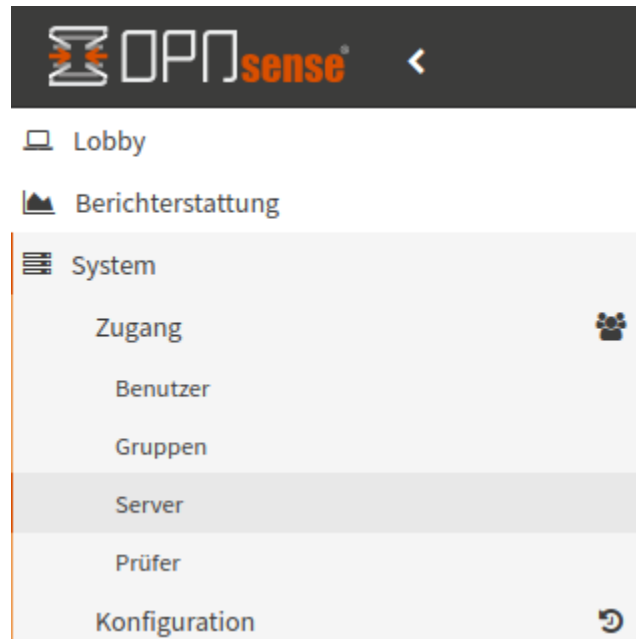 OPNsense®
Lobby
Berichterstattung
System
Zugang
Benutzer
Gruppen
Server
Prüfer
Konfiguration